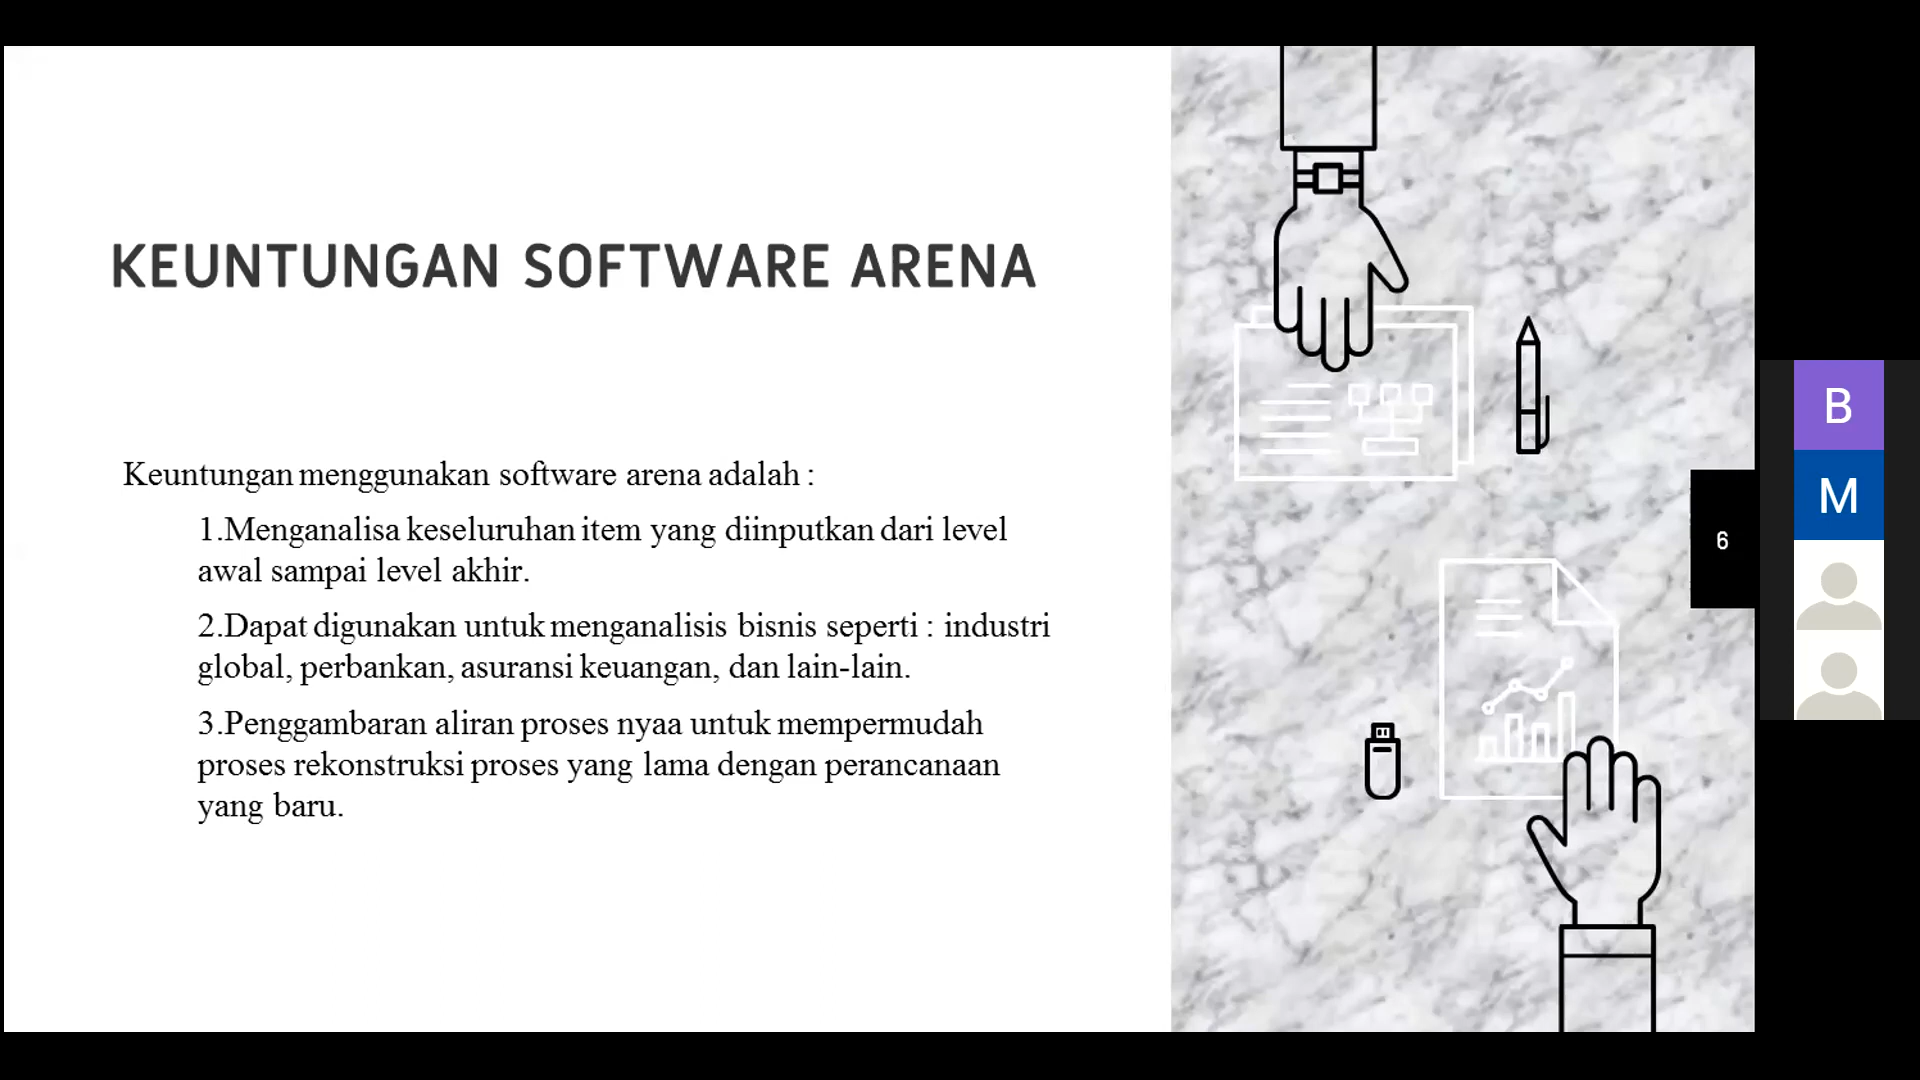 KEUNTUNGAN SOFTWARE ARENA
Keuntungan menggunakan software arena adalah :
1.Menganalisa keseluruhan item yang diinputkan dari level
awal sampai level akhir.
2.Dapat digunakan untuk menganalisis bisnis seperti : industri
global, perbankan, asuransi keuangan, dan lain-lain.
3.Penggambaran aliran proses nyaa untuk mempermudah
proses rekonstruksi proses yang lama dengan perancanaan
yang baru.
6
B
M